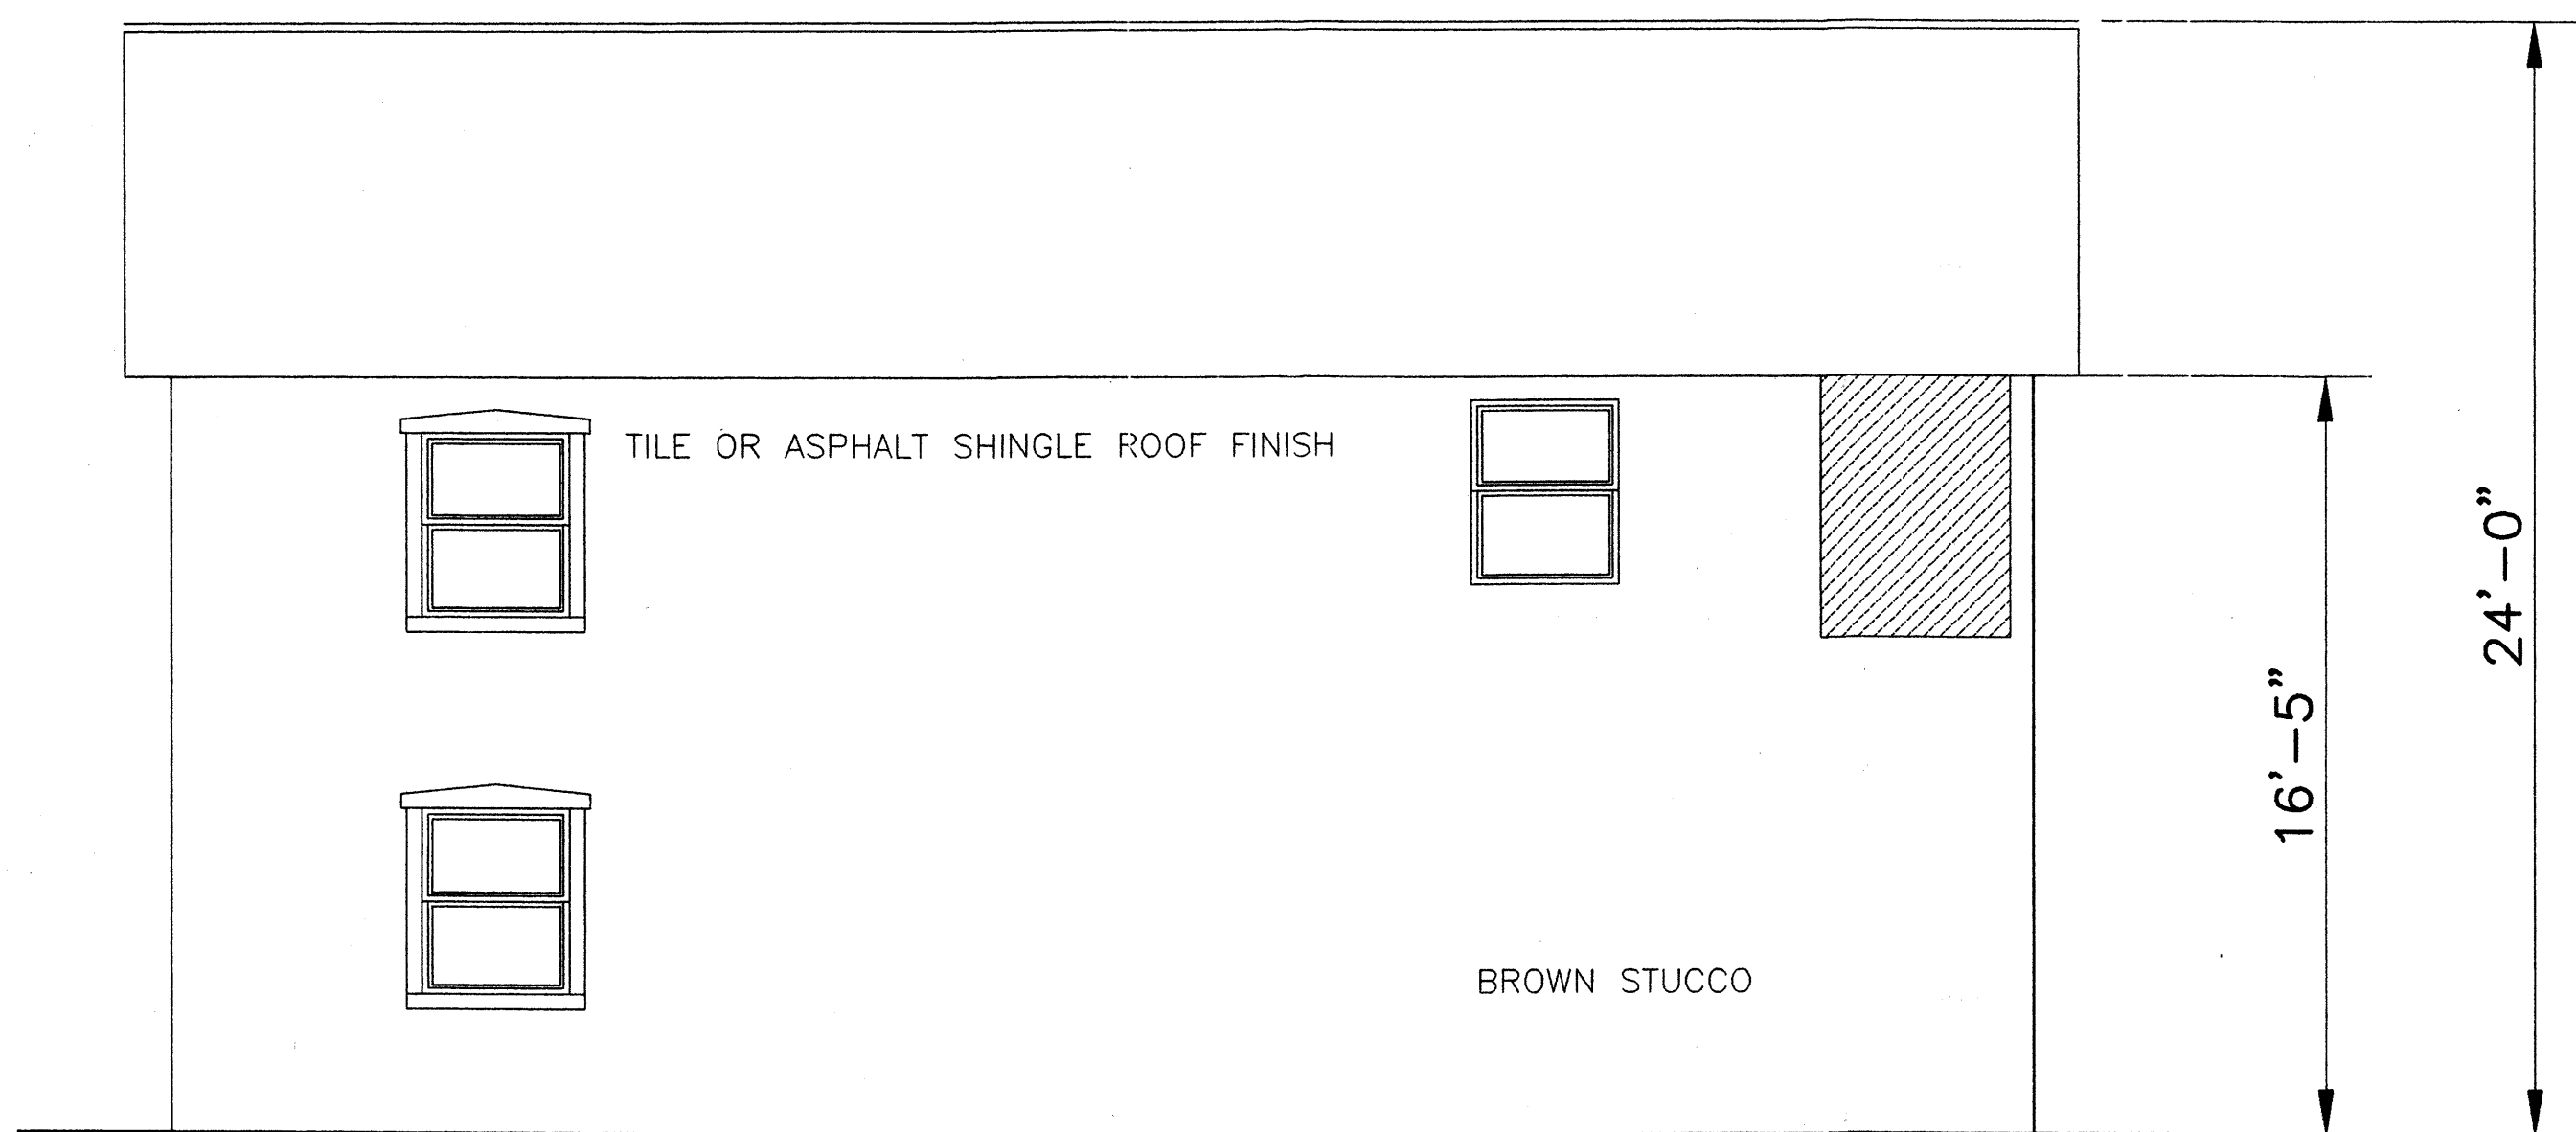 TILE OR ASPHALT SHINGLE ROOF FINISH
24'-0"
16'-5"
BROWN STUCCO